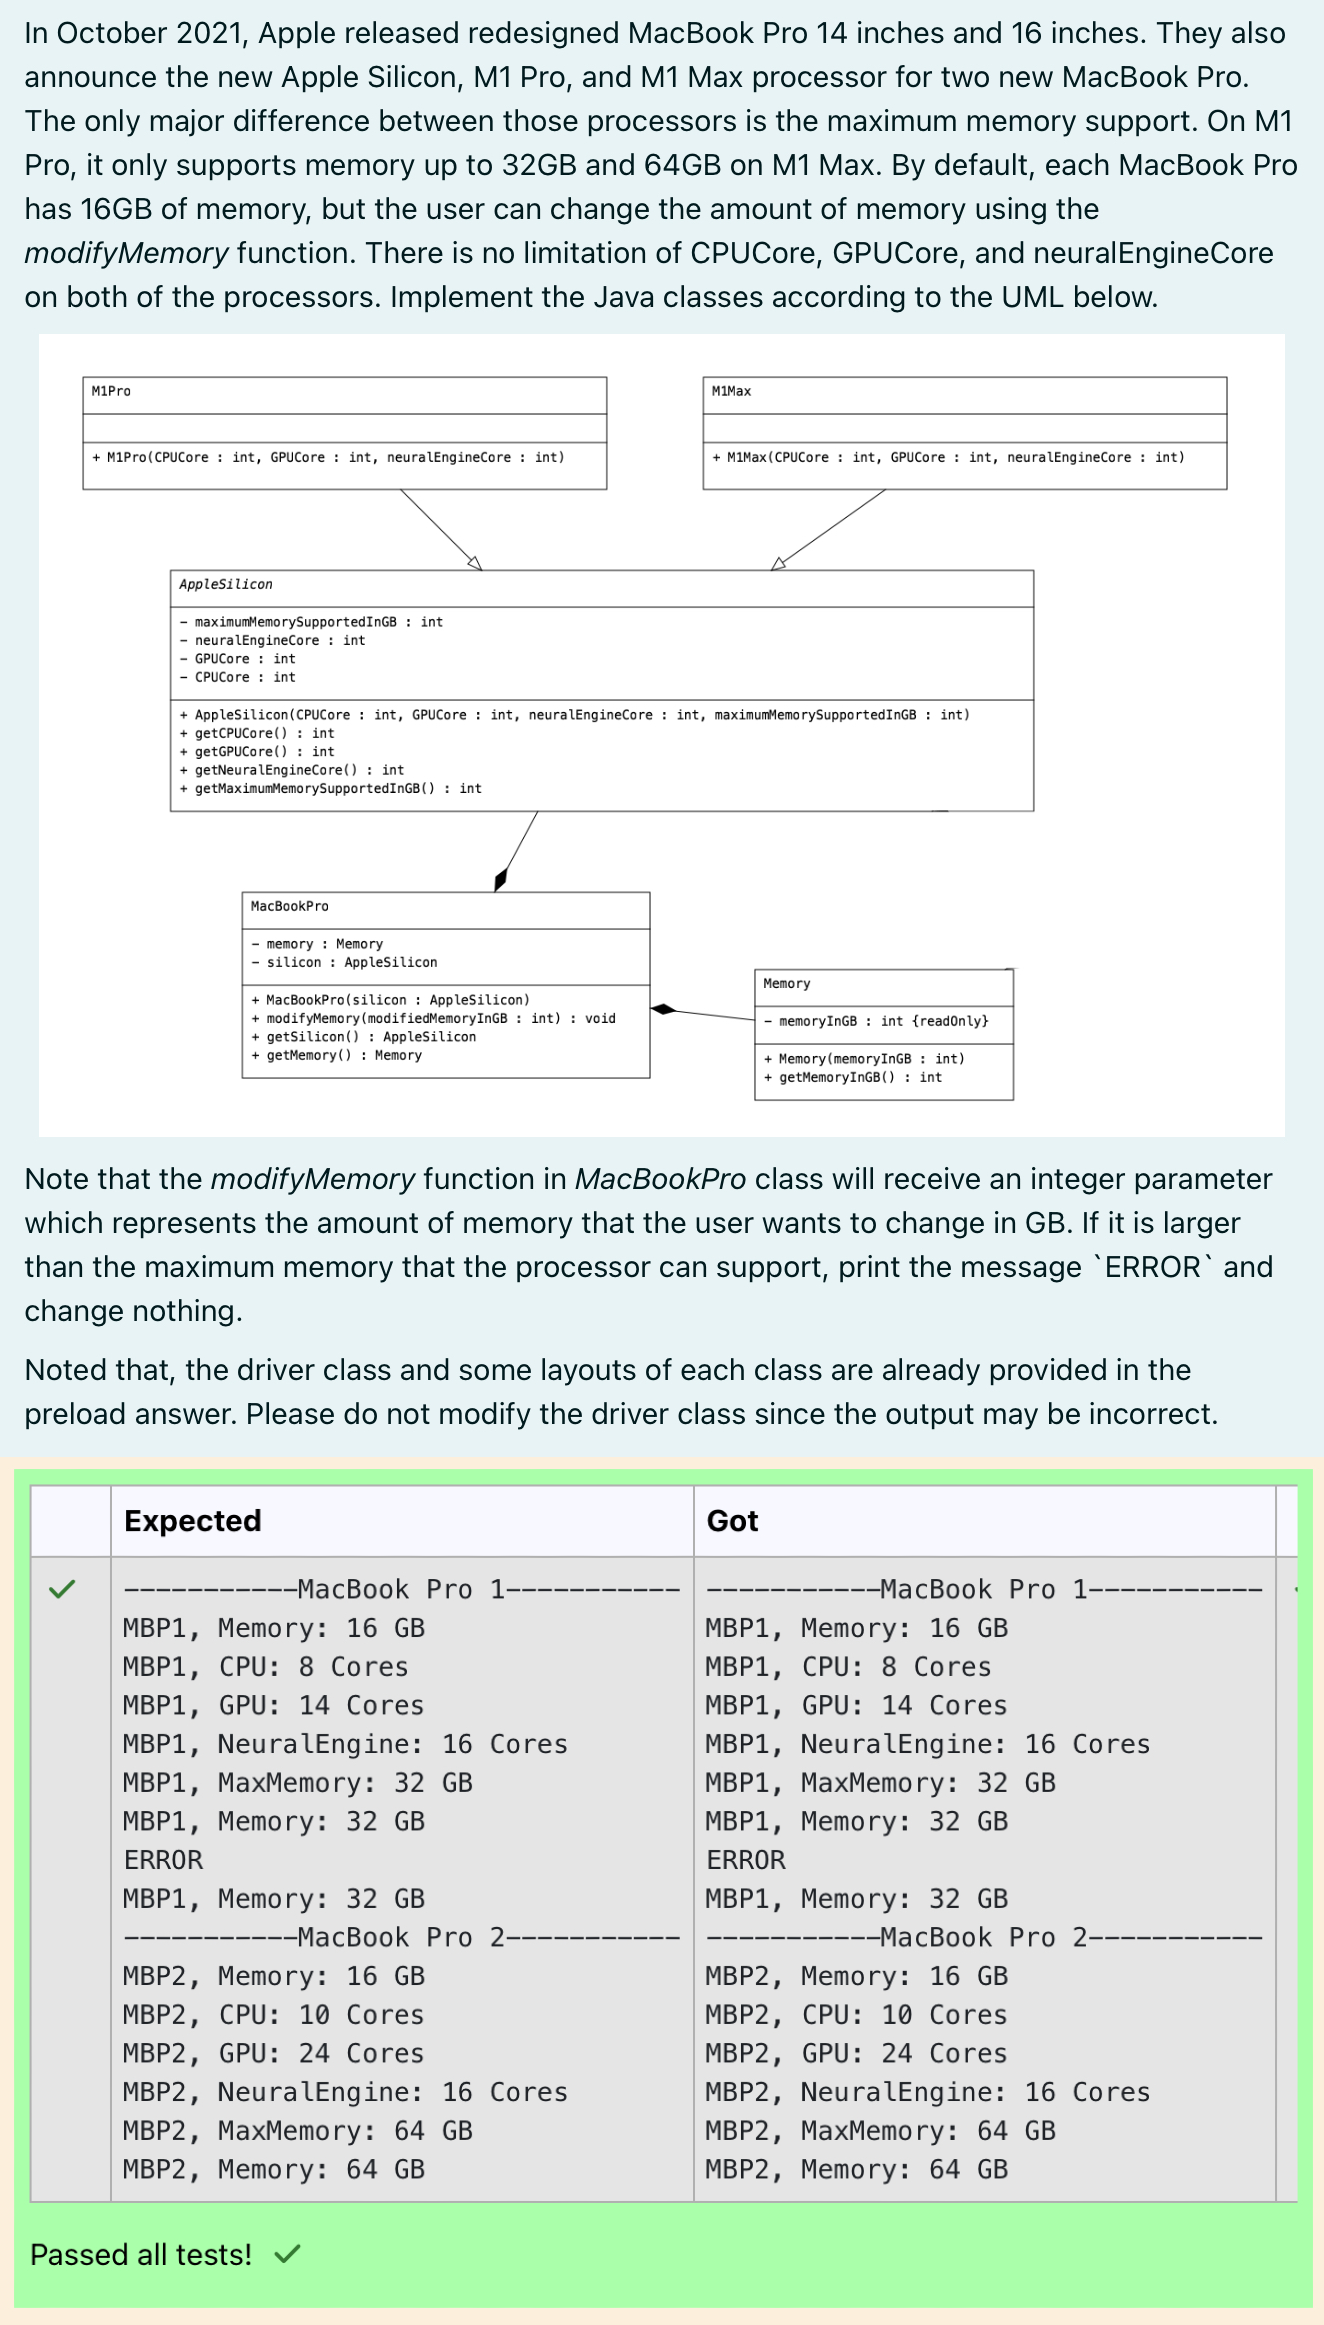 In October 2021, Apple released redesigned MacBook Pro 14 inches and 16 inches. They also
announce the new Apple Silicon, M1 Pro, and M1 Max processor for two new MacBook Pro.
The only major difference between those processors is the maximum memory support. On M1
Pro, it only supports memory up to 32GB and 64GB on M1 Max. By default, each MacBook Pro
has 16GB of memory, but the user can change the amount of memory using the
modifyMemory function. There is no limitation of CPUCore, GPUCore, and neuralEngineCore
on both of the processors. Implement the Java classes according to the UML below.
M1Pro
+ M1Pro(CPUCore : int, GPUCore : int, neuralEngineCore : int)
M1Max
+ M1Max(CPUCore : int, GPUCore : int, neuralEngineCore : int)
AppleSilicon
- maximumMemorySupportedInGB : int
- neuralEngineCore : int
- GPUCore : int
- CPUCore : int
+ AppleSilicon(CPUCore : int, GPUCore : int, neuralEngineCore : int, maximumMemorySupportedInGB : int)
+ getCPUCore() : int
+ getGPUCore() : int
+ getNeuralEngineCore() : int
+ getMaximumMemorySupportedInGB() : int
MacBookPro
- memory : Memory
- silicon : AppleSilicon
+ MacBookPro(silicon : AppleSilicon)
+ modifyMemory(modifiedMemoryInGB : int) : void
+ getSilicon() : AppleSilicon
+ getMemory() : Memory
Memory
- memoryInGB : int {readOnly}
+ Memory(memoryInGB : int)
+ getMemoryInGB() : int
Note that the modifyMemory function in MacBookPro class will receive an integer parameter
which represents the amount of memory that the user wants to change in GB. If it is larger
than the maximum memory that the processor can support, print the message `ERROR` and
change nothing.
Noted that, the driver class and some layouts of each class are already provided in the
preload answer. Please do not modify the driver class since the output may be incorrect.
Expected
-----------MacBook Pro 1-----------
MBP1, Memory: 16 GB
MBP1, CPU: 8 Cores
MBP1, GPU: 14 Cores
MBP1, NeuralEngine: 16 Cores
MBP1, MaxMemory: 32 GB
MBP1, Memory: 32 GB
ERROR
MBP1, Memory: 32 GB
-----------MacBook Pro 2-----------
MBP2, Memory: 16 GB
MBP2, CPU: 10 Cores
MBP2, GPU: 24 Cores
MBP2, NeuralEngine: 16 Cores
MBP2, MaxMemory: 64 GB
MBP2, Memory: 64 GB
Got
-----------MacBook Pro 1-----------
MBP1, Memory: 16 GB
MBP1, CPU: 8 Cores
MBP1, GPU: 14 Cores
MBP1, NeuralEngine: 16 Cores
MBP1, MaxMemory: 32 GB
MBP1, Memory: 32 GB
ERROR
MBP1, Memory: 32 GB
-----------MacBook Pro 2-----------
MBP2, Memory: 16 GB
MBP2, CPU: 10 Cores
MBP2, GPU: 24 Cores
MBP2, NeuralEngine: 16 Cores
MBP2, MaxMemory: 64 GB
MBP2, Memory: 64 GB
Passed all tests!